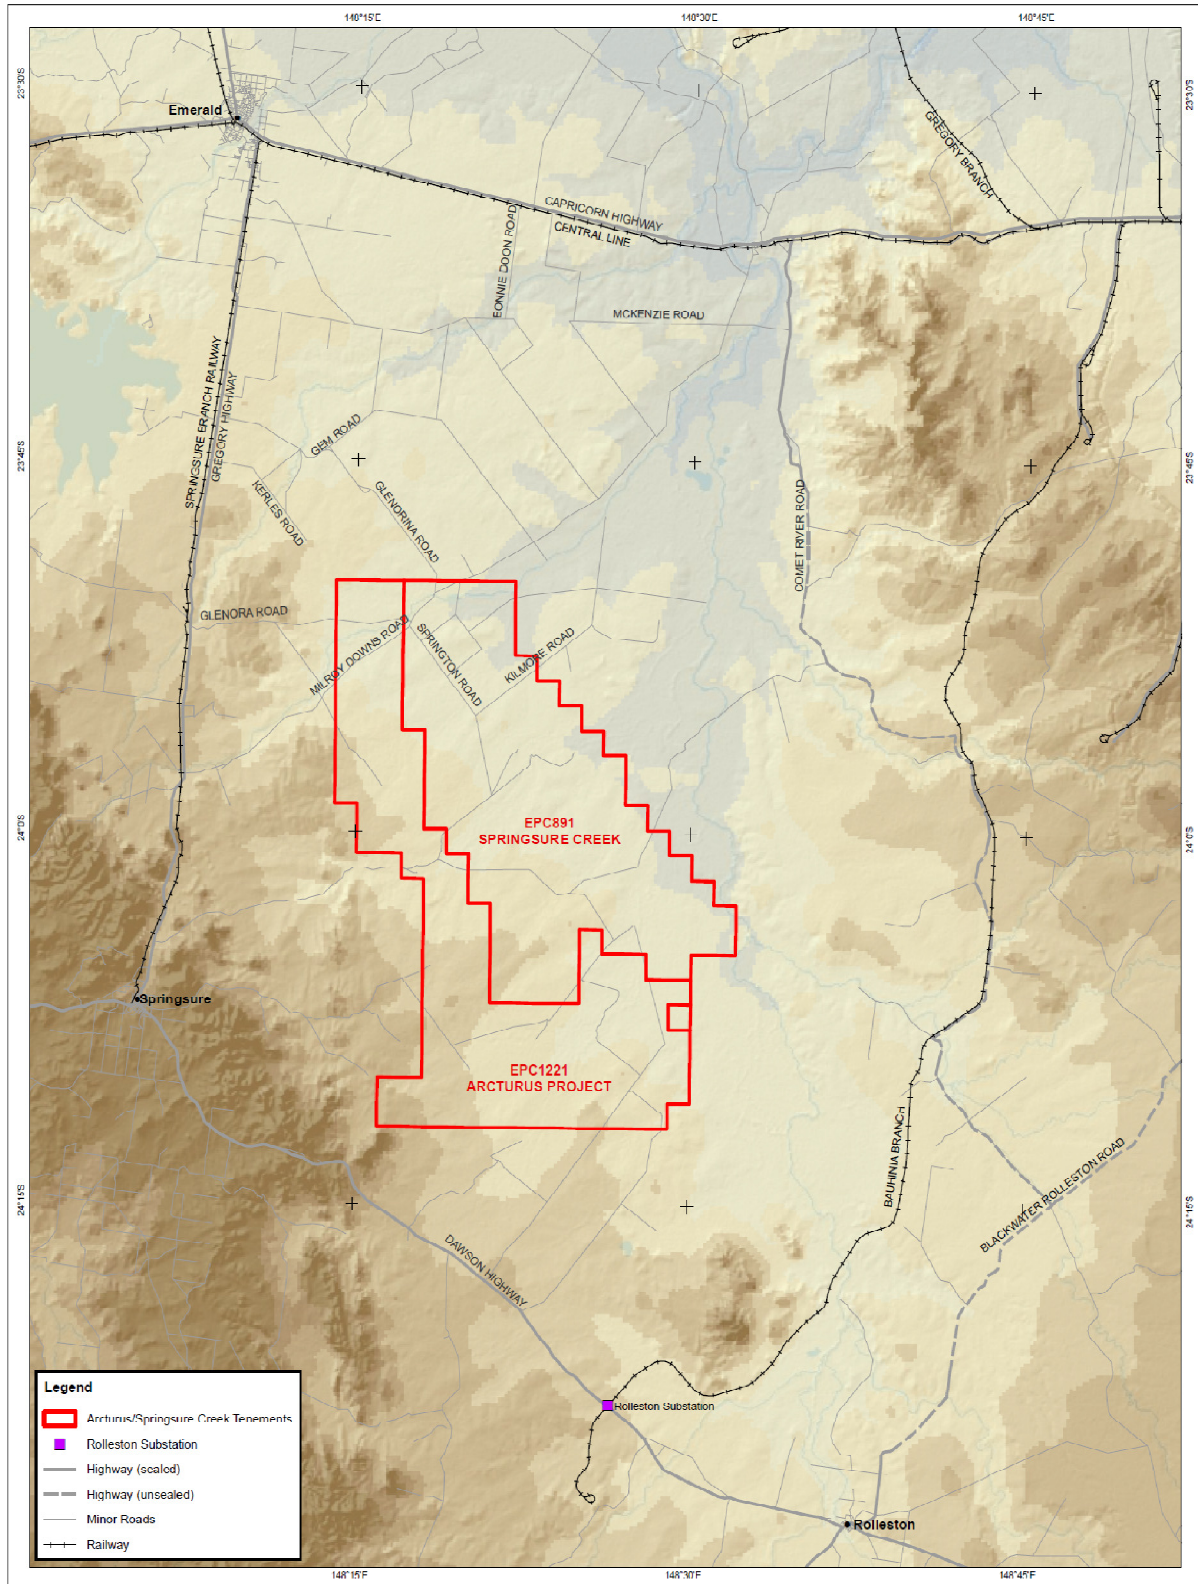 148°15'E
148°30'E
148°45'E
23°30'S
23°30'S
Emerald
GREGORY BRANCH
CAPRICORN HIGHWAY
CENTRAL LINE
BONNIE DOON ROAD
MCKENZIE ROAD
SPRINGSURE BRANCH RAILWAY
GREGORY HIGHWAY
GEM ROAD
23°45'S
23°45'S
KERLES ROAD
GLENORINA ROAD
COMET RIVER ROAD
GLENORA ROAD
MILROY DOWNS ROAD
SPRINGTON ROAD
KILMORE ROAD
EPC891
SPRINGSURE CREEK
24°0'S
24°0'S
Springsure
EPC1221
ARCTURUS PROJECT
BAUHINIA BRANCH
BLACKWATER ROLLESTON ROAD
24°15'S
24°15'S
DAWSON HIGHWAY
Rolleston Substation
Rolleston
Legend
Arcturus/Springsure Creek Tenements
Rolleston Substation
Highway (sealed)
Highway (unsealed)
Minor Roads
Railway
148°15'E
148°30'E
148°45'E